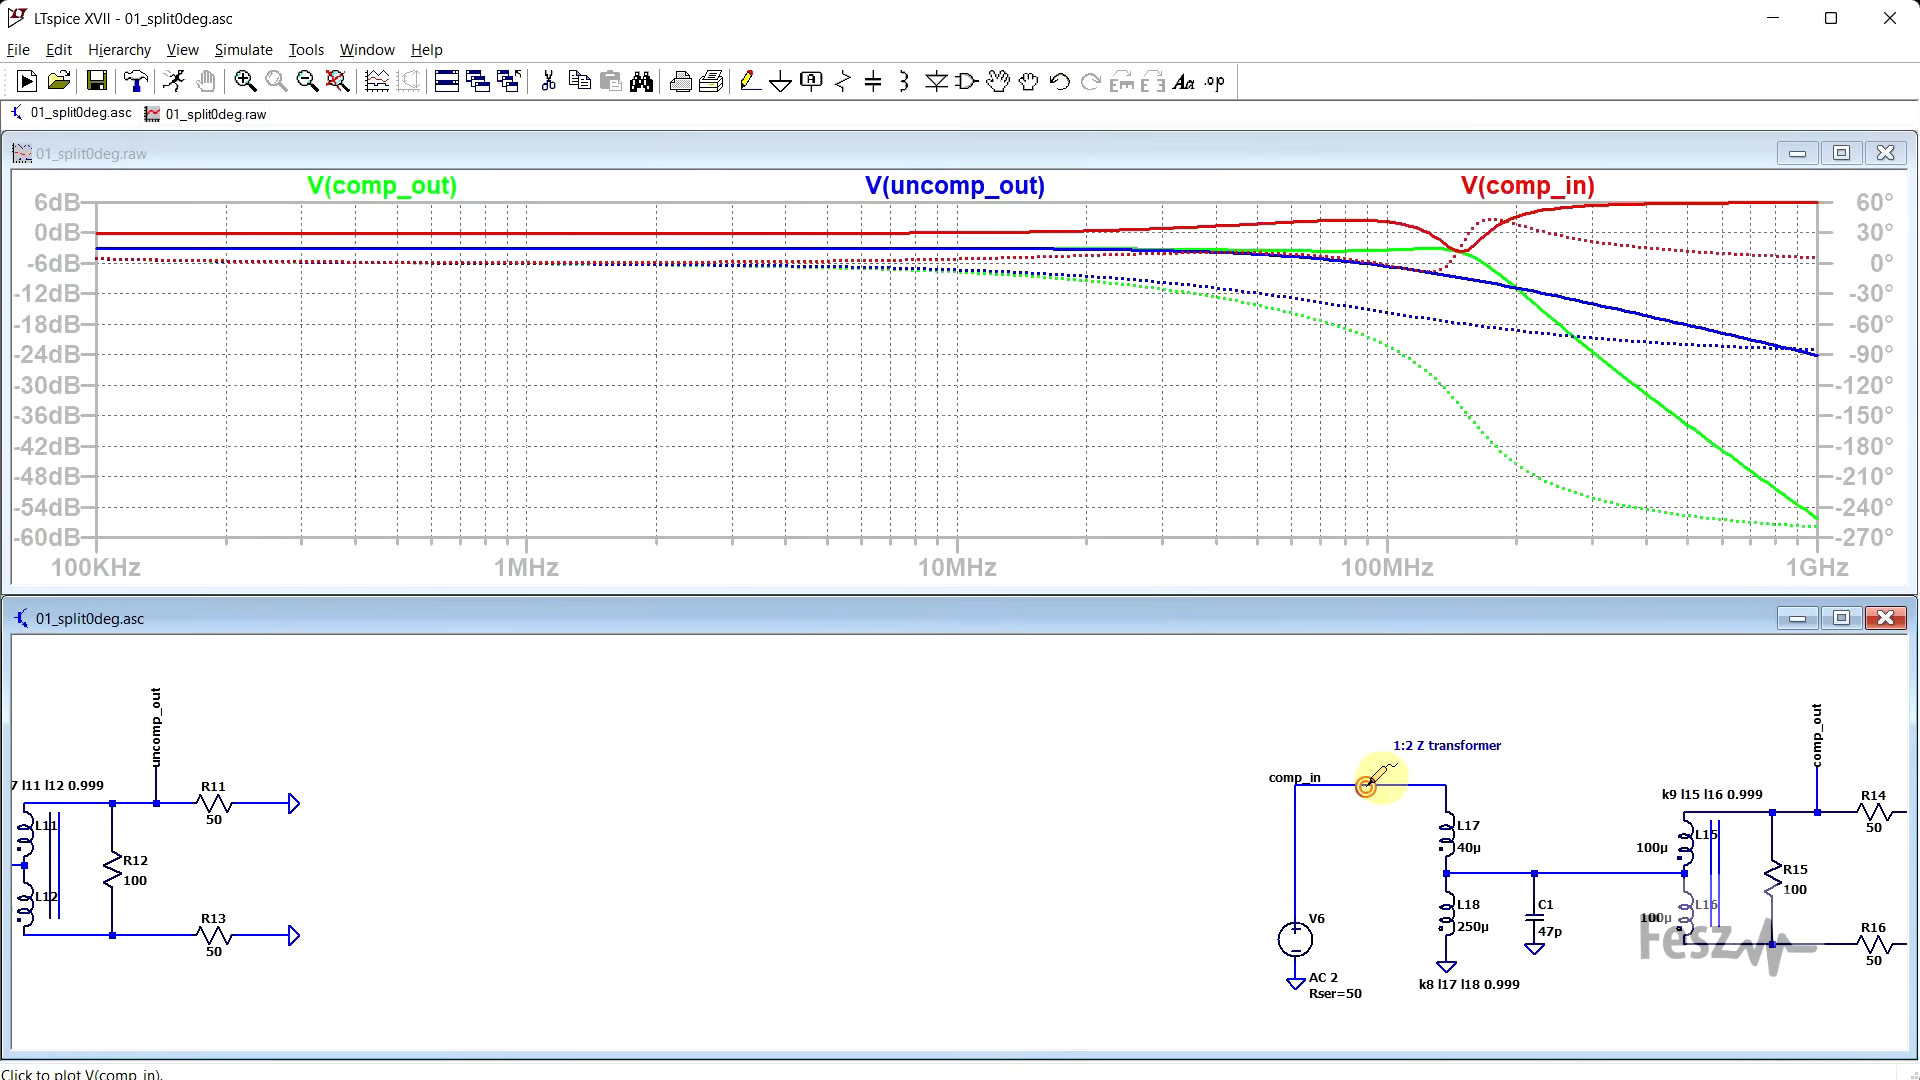 LTspice XVII - 01_split0deg.asc
File Edit Hierarchy View Simulate Tools Window Help
Aa .op
01_split0deg.asc 01_split0deg.raw
01_split0deg.raw
V(comp_out) V(uncomp_out) V(comp_in)
6dB 60°
0dB 30°
-6dB 0°
-12dB -30°
-18dB -60°
-24dB -90°
-30dB -120°
-36dB -150°
-42dB -180°
-48dB -210°
-54dB -240°
-60dB -270°
100KHz 1MHz 10MHz 100MHz 1GHz
01_split0deg.asc
uncomp_out
7 l11 l12 0.999
R11
50
L11
R12
100
L12
R13
50
1:2 Z transformer
comp_in
L17
40µ
L18
250µ
C1
47p
V6
AC 2
Rser=50
k8 l17 l18 0.999
comp_out
k9 l15 l16 0.999
R14
50
L15
100µ
R15
100
L16
100µ
R16
50
Fesz
Click to plot V(comp_in).